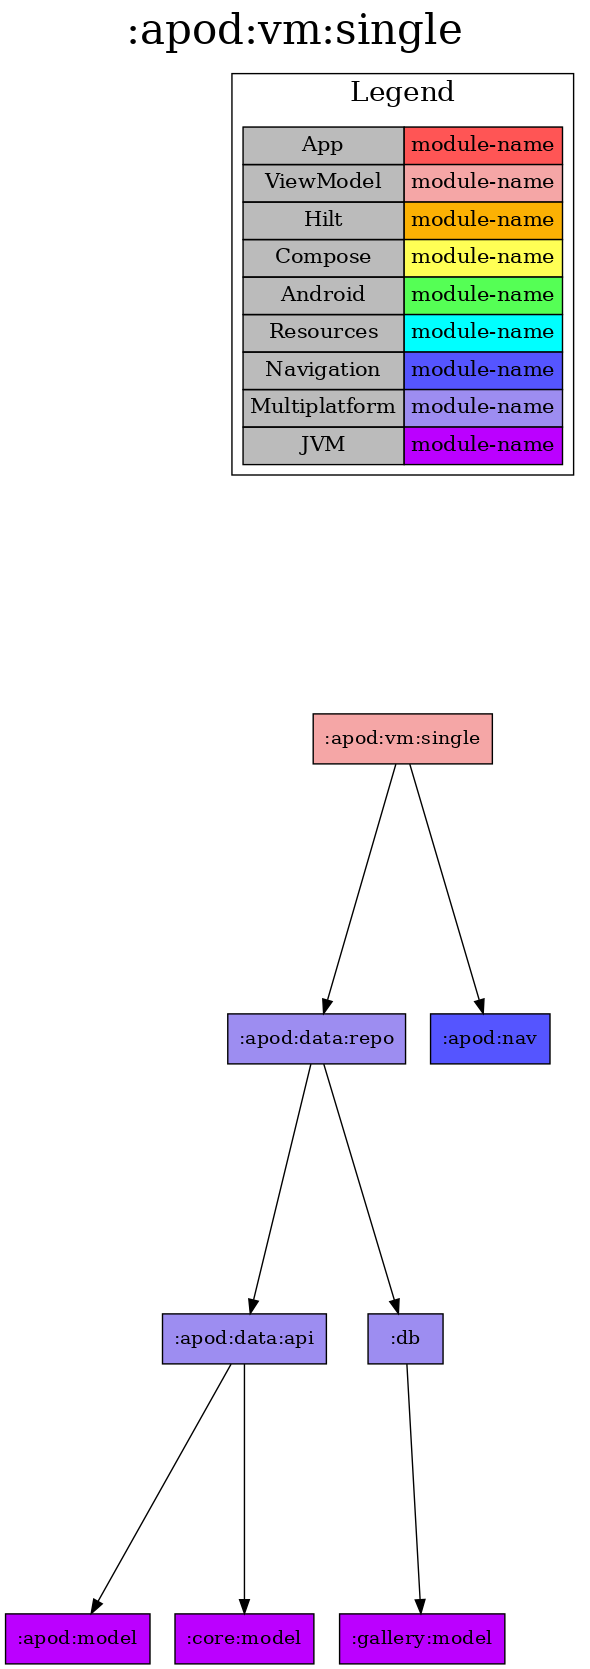 :apod:vm:single
Legend
App module-name
ViewModel module-name
Hilt module-name
Compose module-name
Android module-name
Resources module-name
Navigation module-name
Multiplatform module-name
JVM module-name
:apod:vm:single
:apod:data:repo :apod:nav
:apod:data:api :db
:apod:model :core:model :gallery:model